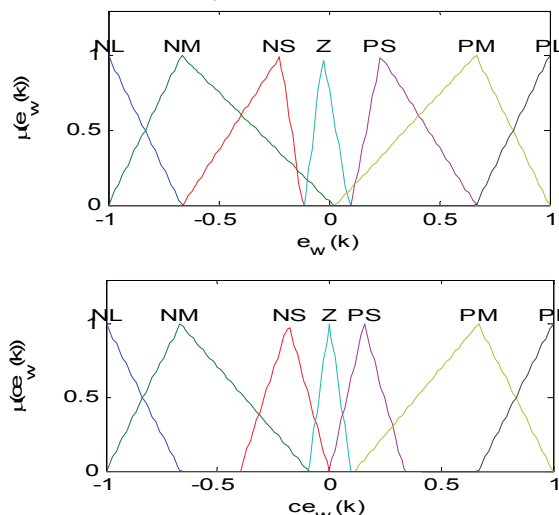 NL NM NS Z PS PM PL
1
0.5
0
μ(e_w(k))
-1 -0.5 0 0.5 1
e_w(k)
NL NM NS Z PS PM PL
1
0.5
0
μ(œ_w(k))
-1 -0.5 0 0.5 1
ce_w(k)